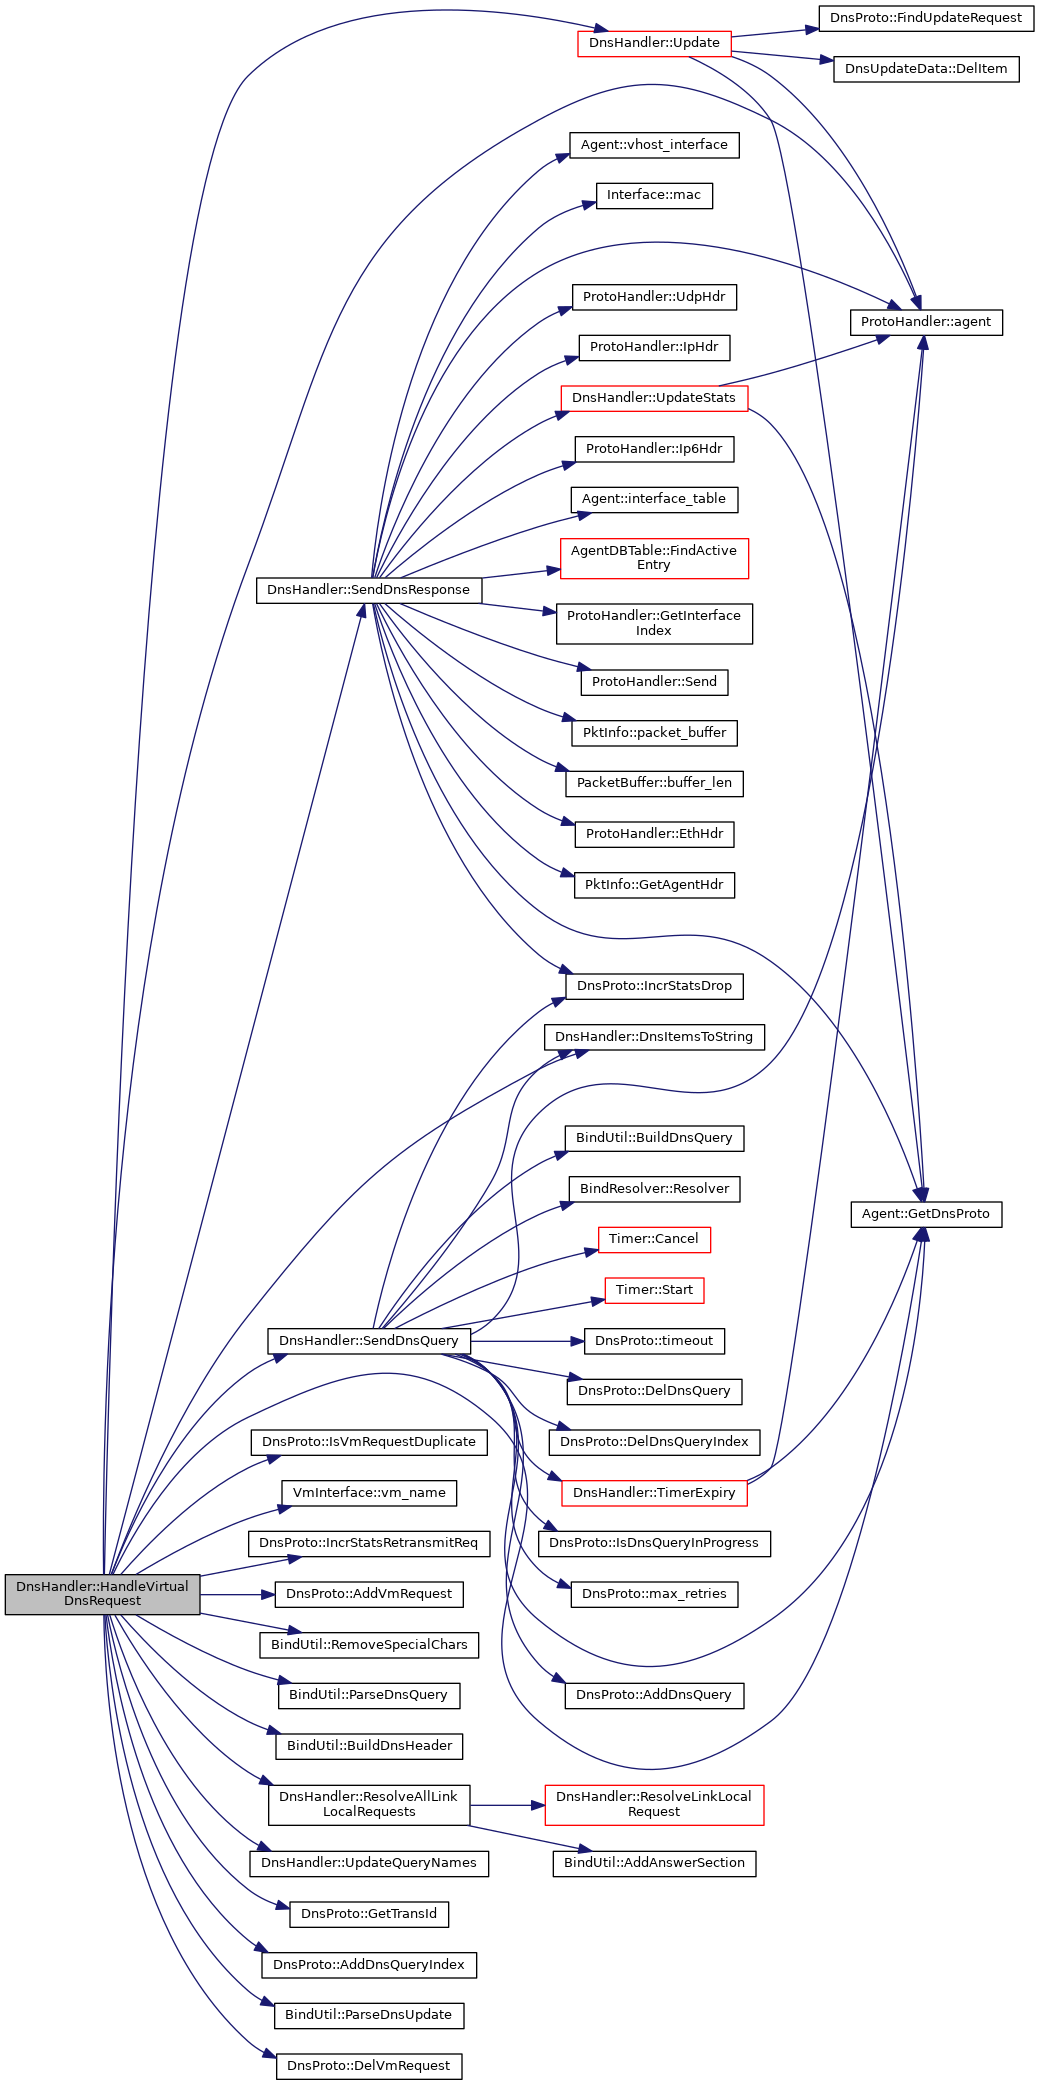 DnsProto::FindUpdateRequest
DnsHandler::Update
DnsUpdateData::DelItem
Agent::vhost_interface
Interface::mac
ProtoHandler::UdpHdr
ProtoHandler::agent
ProtoHandler::IpHdr
DnsHandler::UpdateStats
ProtoHandler::Ip6Hdr
Agent::interface_table
AgentDBTable::FindActive
Entry
DnsHandler::SendDnsResponse
ProtoHandler::GetInterface
Index
ProtoHandler::Send
PktInfo::packet_buffer
PacketBuffer::buffer_len
ProtoHandler::EthHdr
PktInfo::GetAgentHdr
DnsProto::IncrStatsDrop
DnsHandler::DnsItemsToString
BindUtil::BuildDnsQuery
BindResolver::Resolver
Agent::GetDnsProto
Timer::Cancel
Timer::Start
DnsHandler::SendDnsQuery
DnsProto::timeout
DnsProto::DelDnsQuery
DnsProto::IsVmRequestDuplicate
DnsProto::DelDnsQueryIndex
VmInterface::vm_name
DnsHandler::TimerExpiry
DnsProto::IncrStatsRetransmitReq
DnsProto::IsDnsQueryInProgress
DnsHandler::HandleVirtual
DnsRequest
DnsProto::AddVmRequest
DnsProto::max_retries
BindUtil::RemoveSpecialChars
BindUtil::ParseDnsQuery
DnsProto::AddDnsQuery
BindUtil::BuildDnsHeader
DnsHandler::ResolveAllLink
LocalRequests
DnsHandler::ResolveLinkLocal
Request
DnsHandler::UpdateQueryNames
BindUtil::AddAnswerSection
DnsProto::GetTransId
DnsProto::AddDnsQueryIndex
BindUtil::ParseDnsUpdate
DnsProto::DelVmRequest